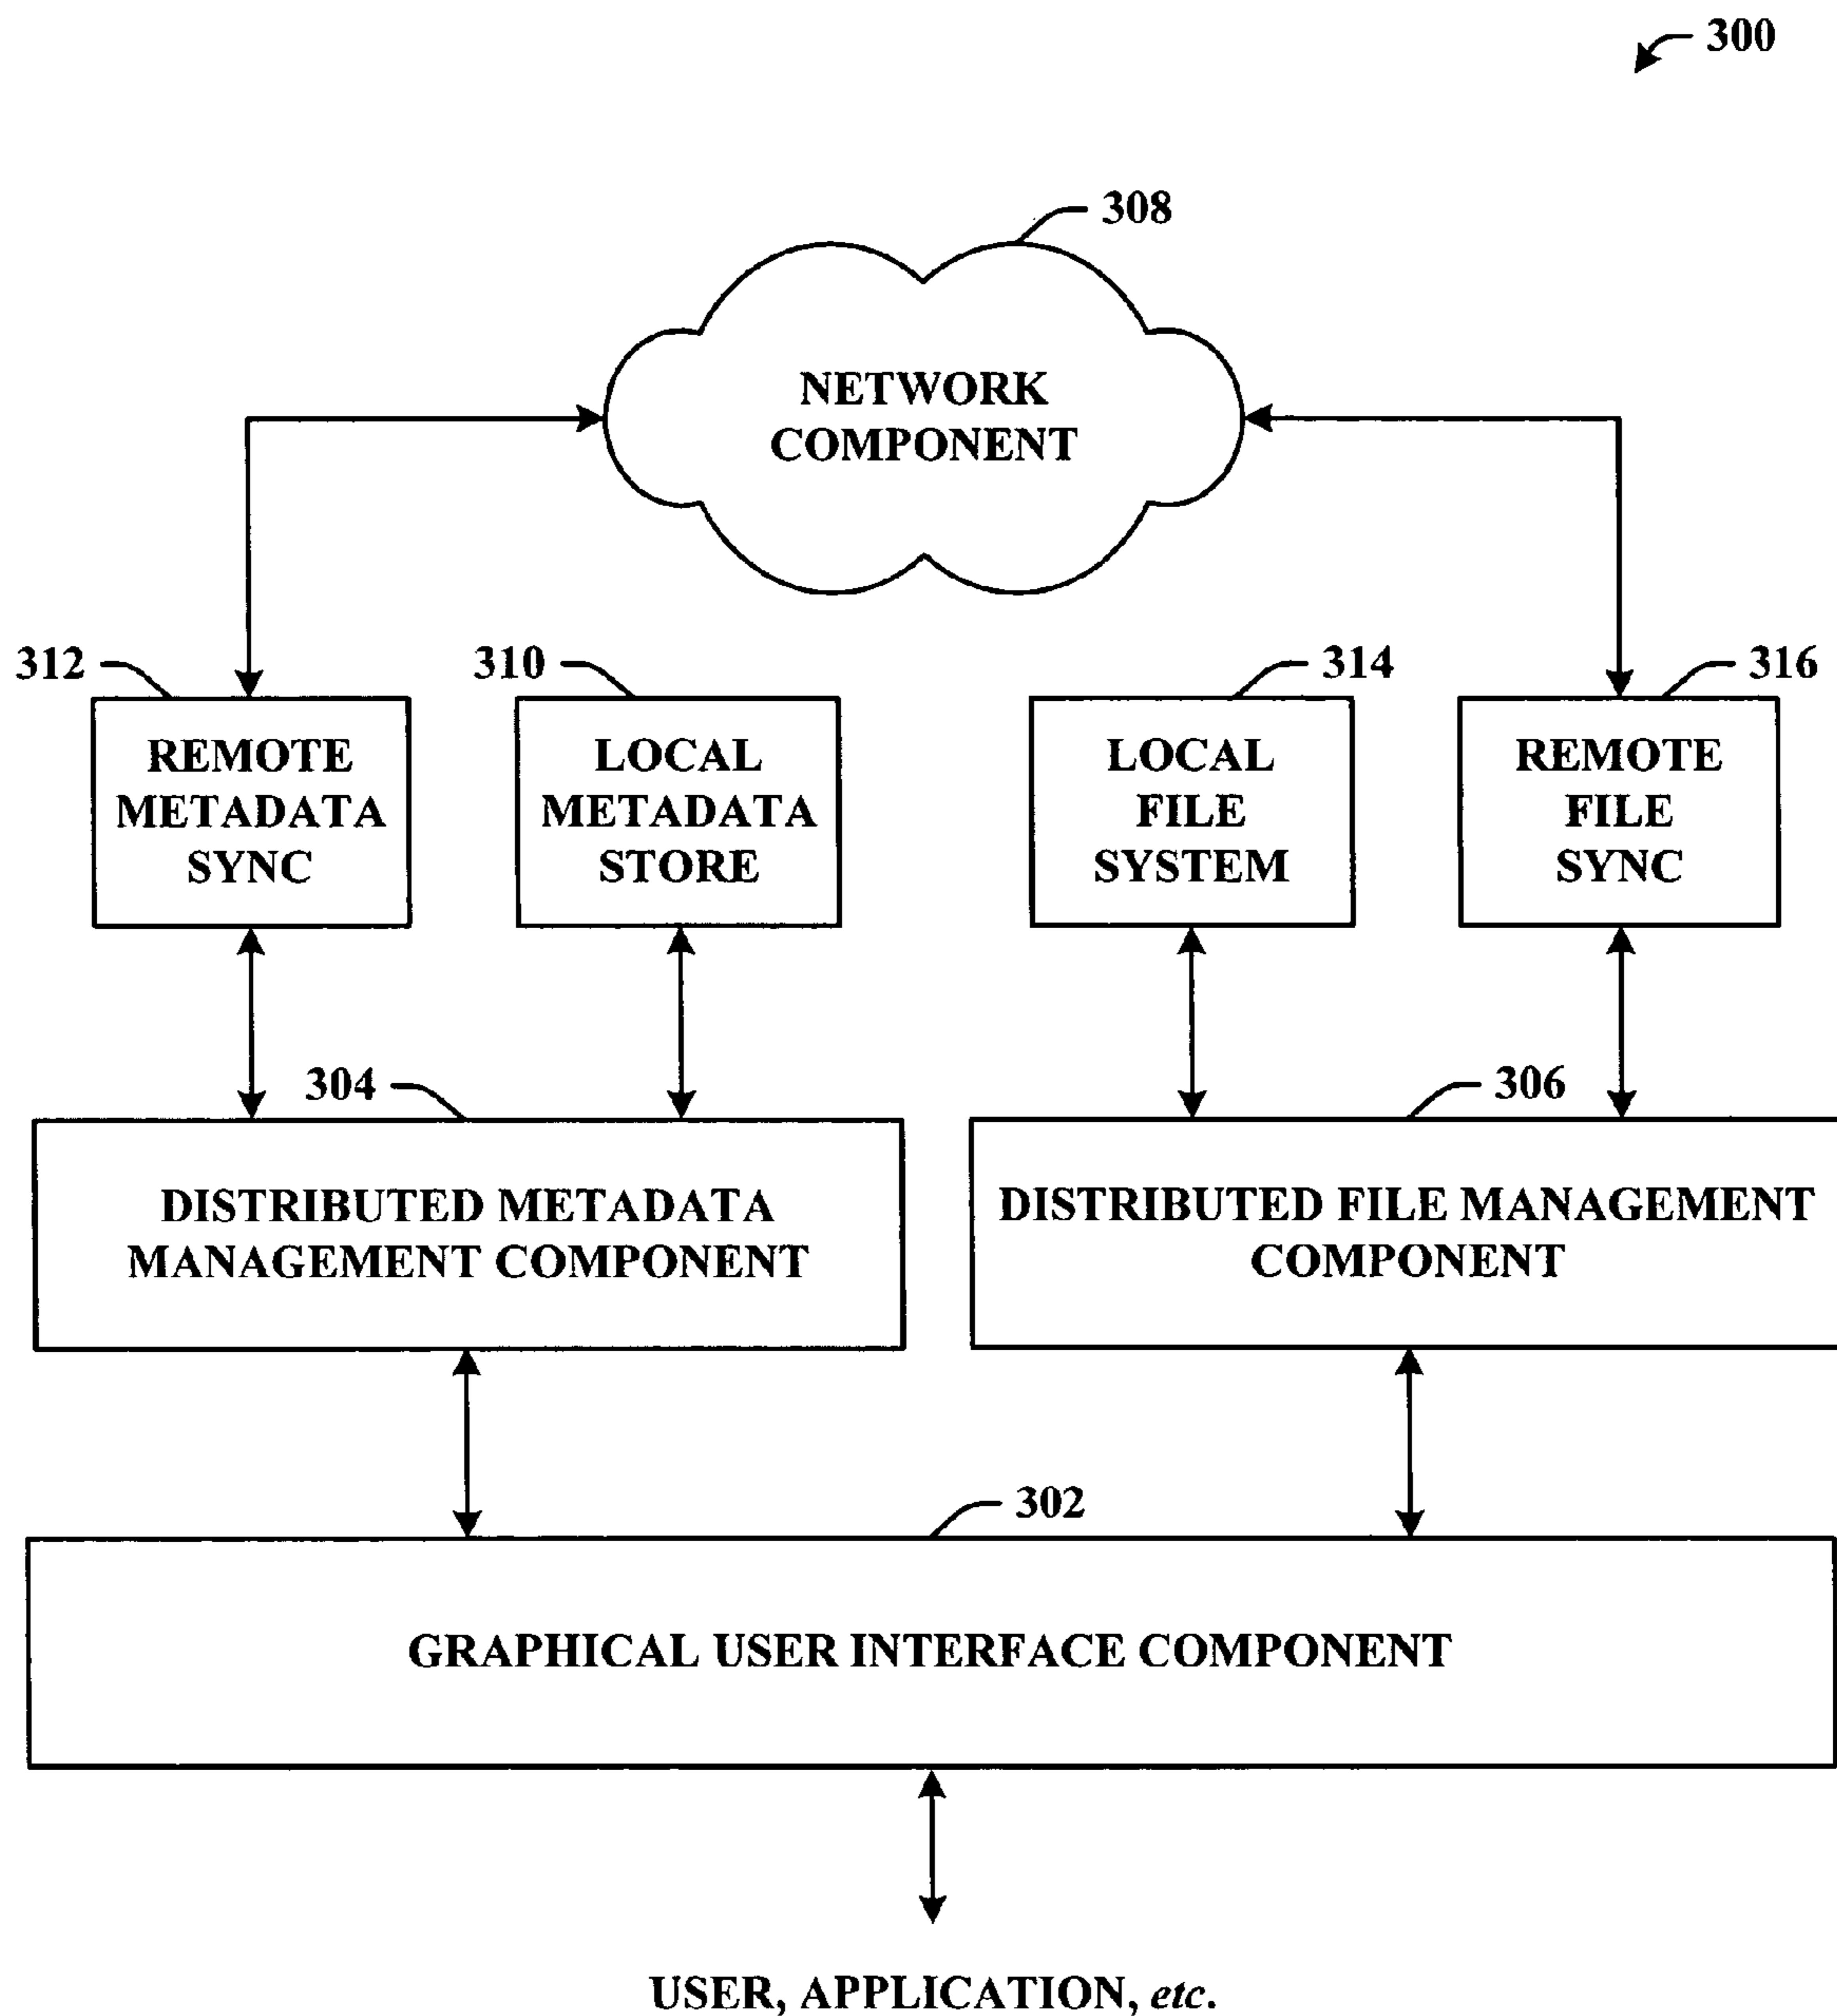 300
308
NETWORK
COMPONENT
312
310
314
316
REMOTE
METADATA
SYNC
LOCAL
METADATA
STORE
LOCAL
FILE
SYSTEM
REMOTE
FILE
SYNC
304
306
DISTRIBUTED METADATA
MANAGEMENT COMPONENT
DISTRIBUTED FILE MANAGEMENT
COMPONENT
302
GRAPHICAL USER INTERFACE COMPONENT
USER, APPLICATION, etc.